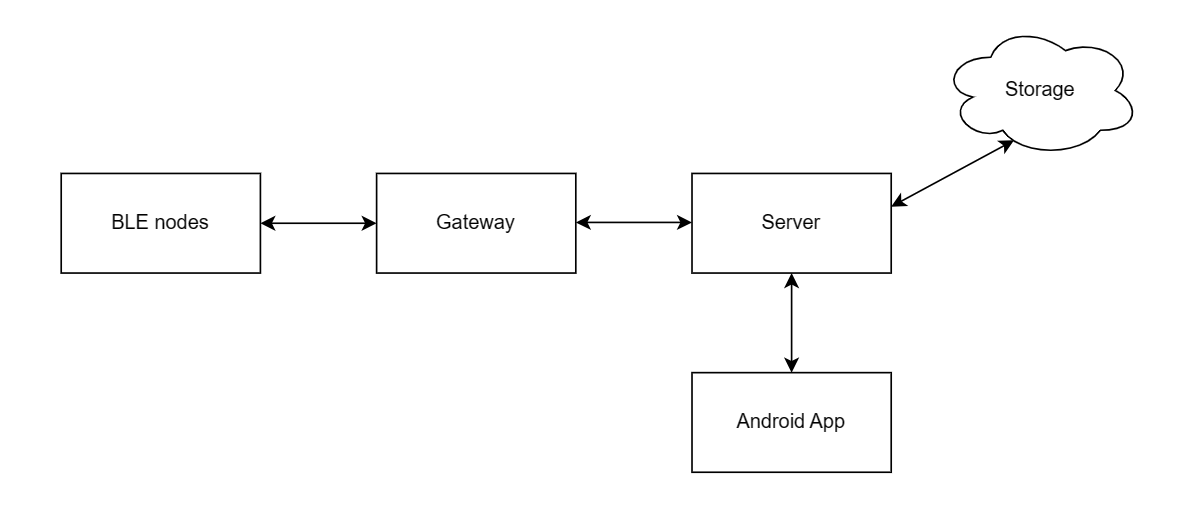 Storage
BLE nodes
Gateway
Server
Android App